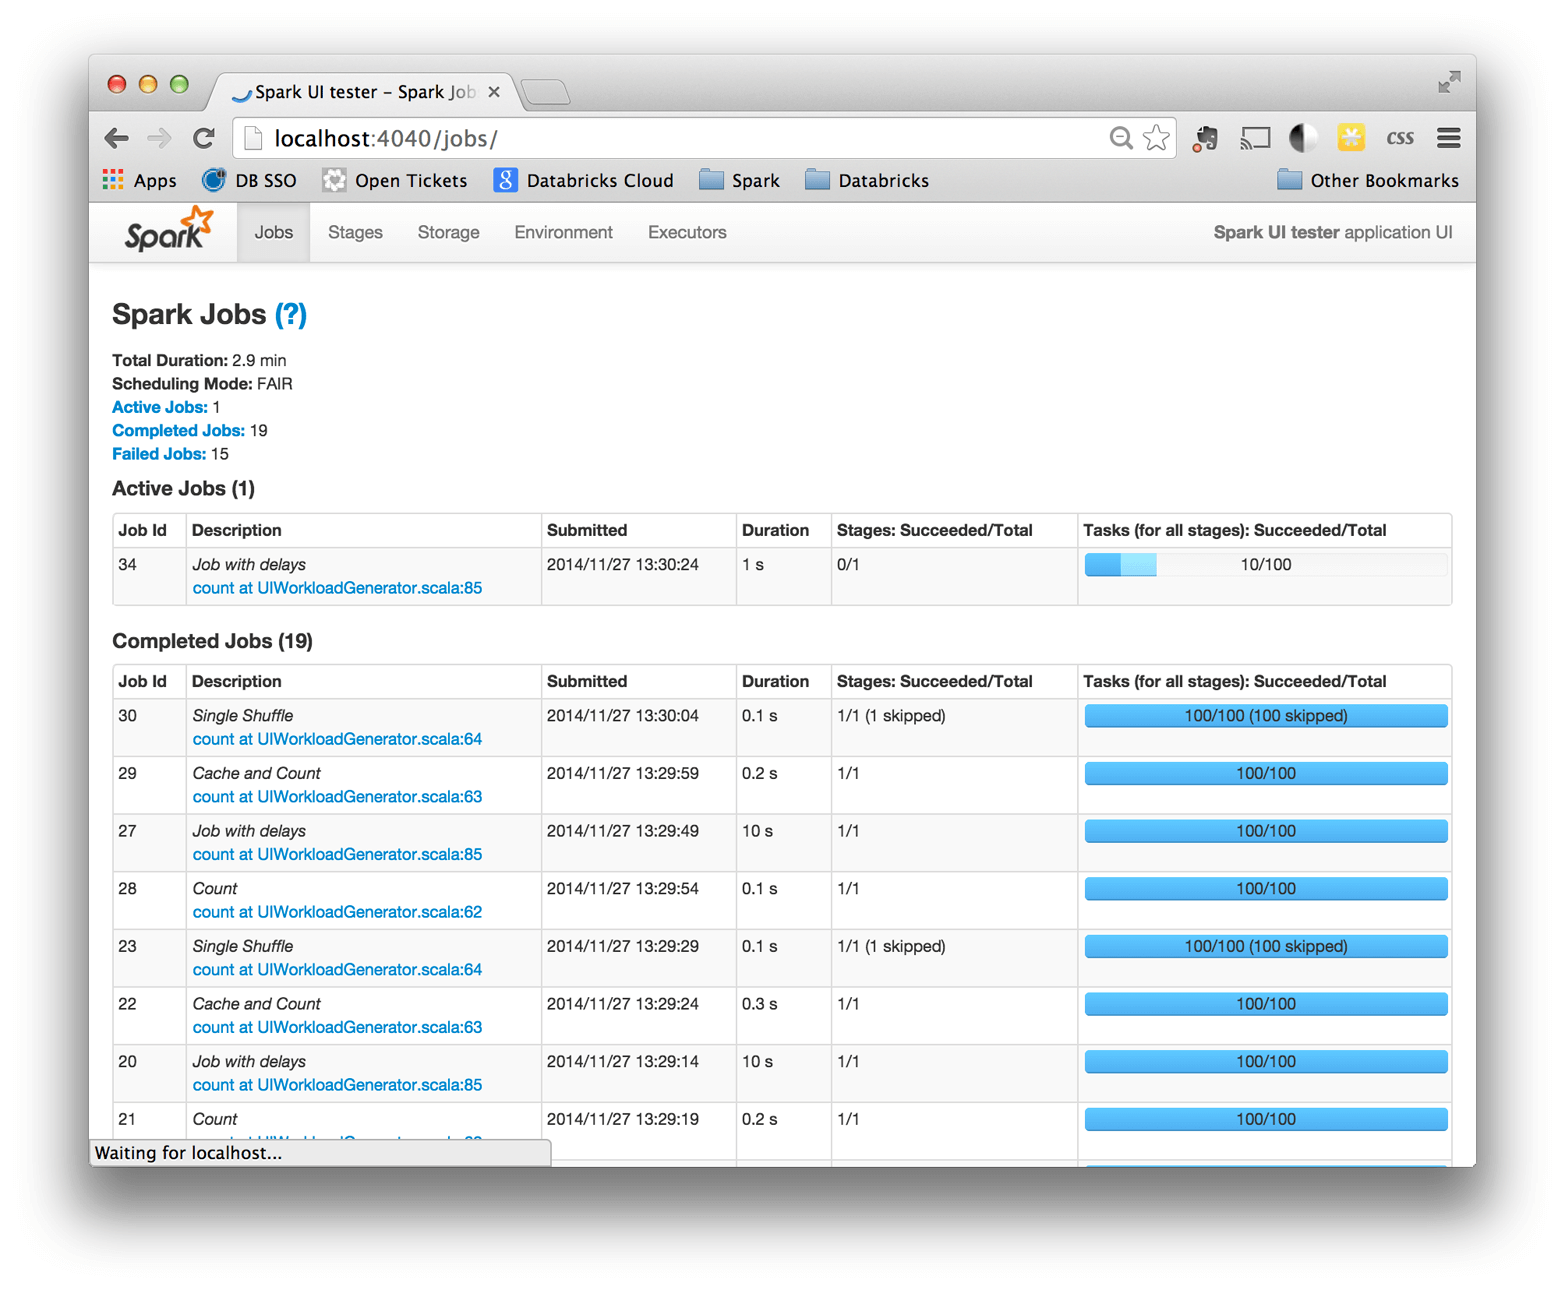 Spark UI tester – Spark Job
localhost:4040/jobs/
css
Apps DB SSO Open Tickets Databricks Cloud Spark Databricks Other Bookmarks
Spark Jobs Stages Storage Environment Executors Spark UI tester application UI
Spark Jobs (?)
Total Duration: 2.9 min
Scheduling Mode: FAIR
Active Jobs: 1
Completed Jobs: 19
Failed Jobs: 15
Active Jobs (1)
Job Id Description Submitted Duration Stages: Succeeded/Total Tasks (for all stages): Succeeded/Total
34 Job with delays 2014/11/27 13:30:24 1 s 0/1 10/100
count at UIWorkloadGenerator.scala:85
Completed Jobs (19)
Job Id Description Submitted Duration Stages: Succeeded/Total Tasks (for all stages): Succeeded/Total
30 Single Shuffle 2014/11/27 13:30:04 0.1 s 1/1 (1 skipped) 100/100 (100 skipped)
count at UIWorkloadGenerator.scala:64
29 Cache and Count 2014/11/27 13:29:59 0.2 s 1/1 100/100
count at UIWorkloadGenerator.scala:63
27 Job with delays 2014/11/27 13:29:49 10 s 1/1 100/100
count at UIWorkloadGenerator.scala:85
28 Count 2014/11/27 13:29:54 0.1 s 1/1 100/100
count at UIWorkloadGenerator.scala:62
23 Single Shuffle 2014/11/27 13:29:29 0.1 s 1/1 (1 skipped) 100/100 (100 skipped)
count at UIWorkloadGenerator.scala:64
22 Cache and Count 2014/11/27 13:29:24 0.3 s 1/1 100/100
count at UIWorkloadGenerator.scala:63
20 Job with delays 2014/11/27 13:29:14 10 s 1/1 100/100
count at UIWorkloadGenerator.scala:85
21 Count 2014/11/27 13:29:19 0.2 s 1/1 100/100
Waiting for localhost...